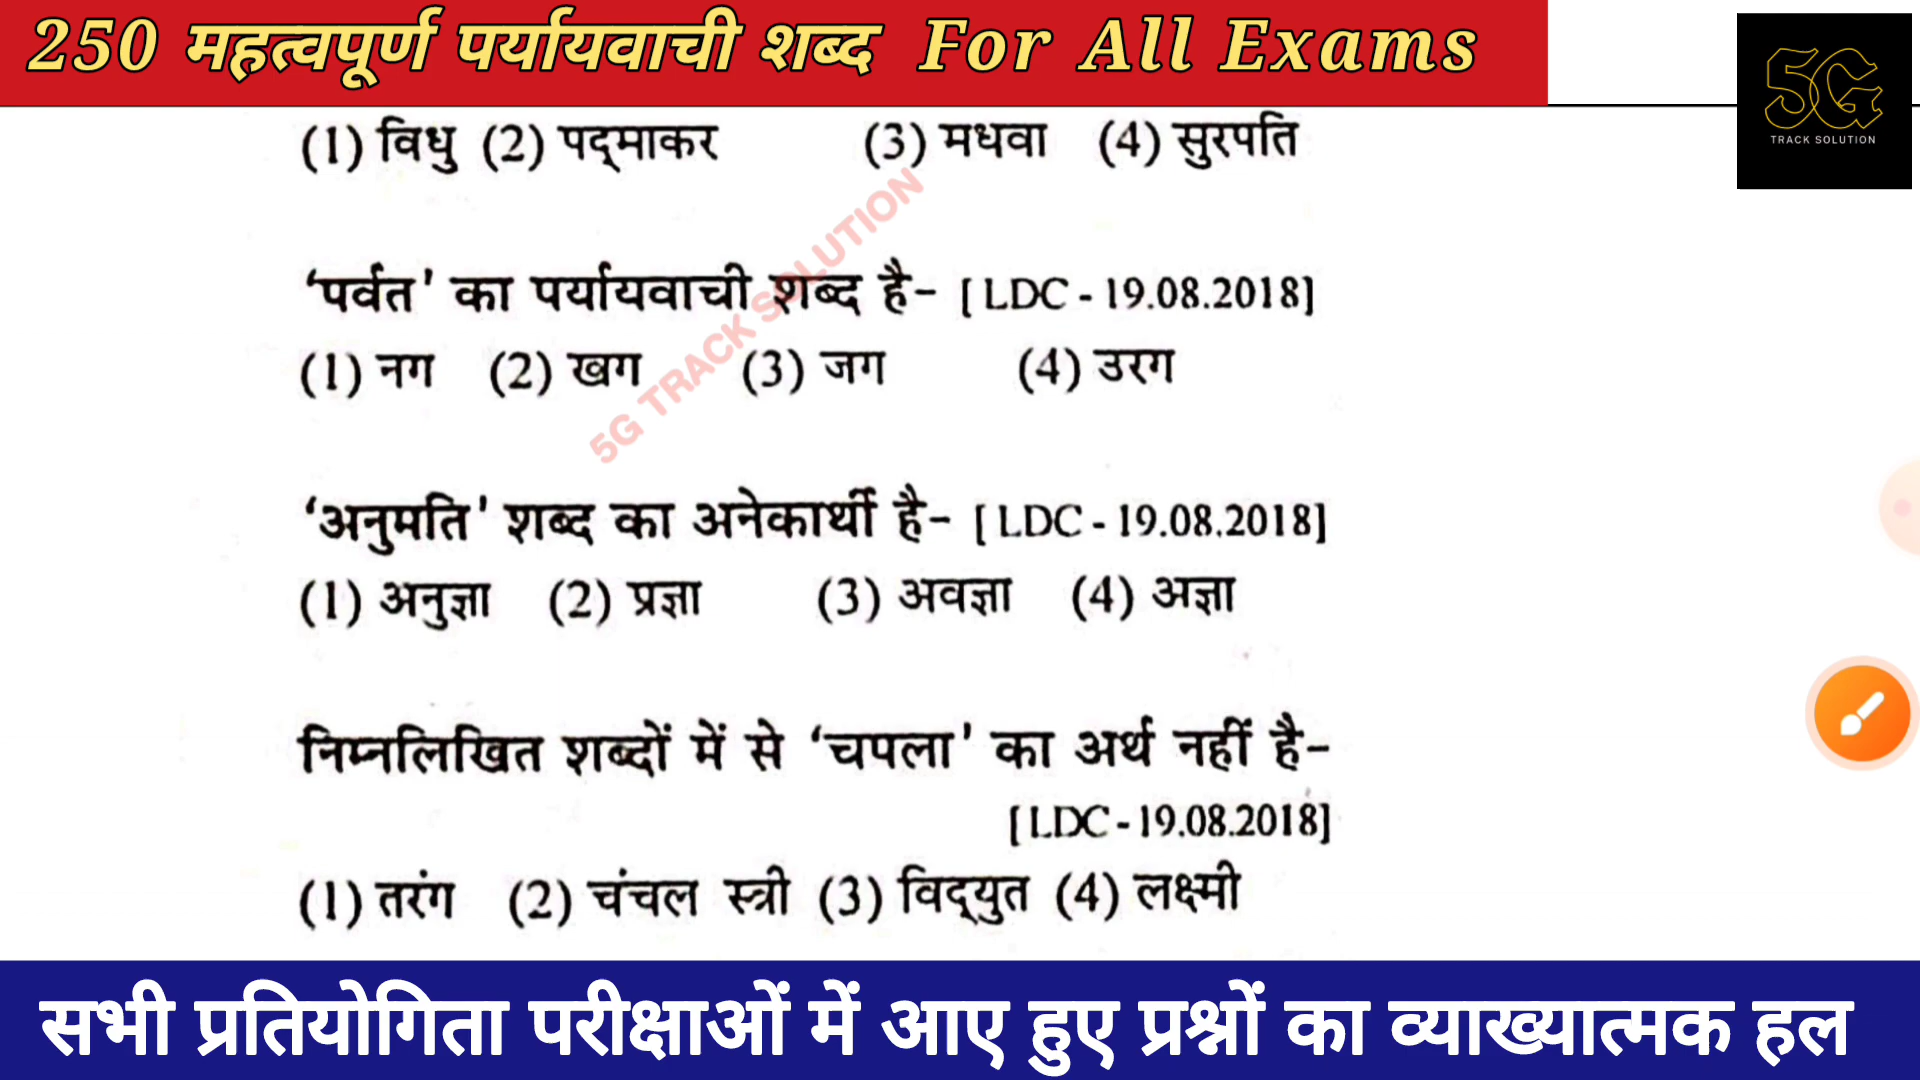 250 महत्वपूर्ण पर्यायवाची शब्द For All Exams
5G
TRACK SOLUTION
(1) विधु (2) पद्‌माकर (3) मधवा (4) सुरपति
'पर्वत' का पर्यायवाची शब्द है- [LDC - 19.08.2018]
(1) नग (2) खग (3) जग (4) उरग
5G TRACK SOLUTION
'अनुमति' शब्द का अनेकार्थी है- [LDC - 19.08.2018]
(1) अनुज्ञा (2) प्रज्ञा (3) अवज्ञा (4) अज्ञा
निम्नलिखित शब्दों में से 'चपला' का अर्थ नहीं है-
[LDC - 19.08.2018]
(1) तरंग (2) चंचल स्त्री (3) विद्‌युत (4) लक्ष्मी
सभी प्रतियोगिता परीक्षाओं में आए हुए प्रश्नों का व्याख्यात्मक हल